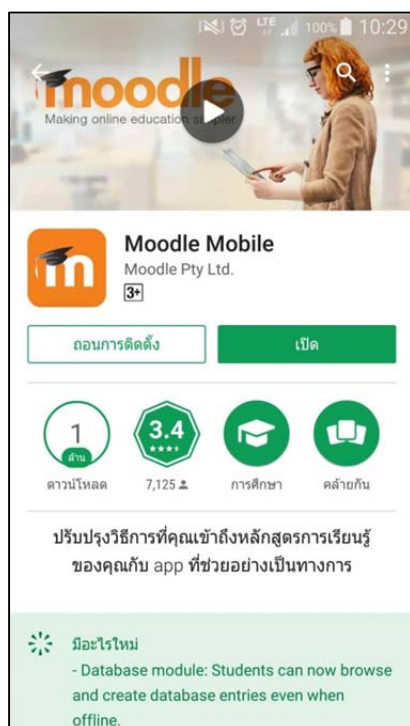 LTE 100% 10:29
moodle
Making online education simpler
m
Moodle Mobile
Moodle Pty Ltd.
3+
ถอนการติดตั้ง
เปิด
1
ล้าน
ดาวน์โหลด
3.4
7,125
การศึกษา
คล้ายกัน
ปรับปรุงวิธีการที่คุณเข้าถึงหลักสูตรการเรียนรู้
ของคุณกับ app ที่ช่วยอย่างเป็นทางการ
มีอะไรใหม่
- Database module: Students can now browse
and create database entries even when
offline.